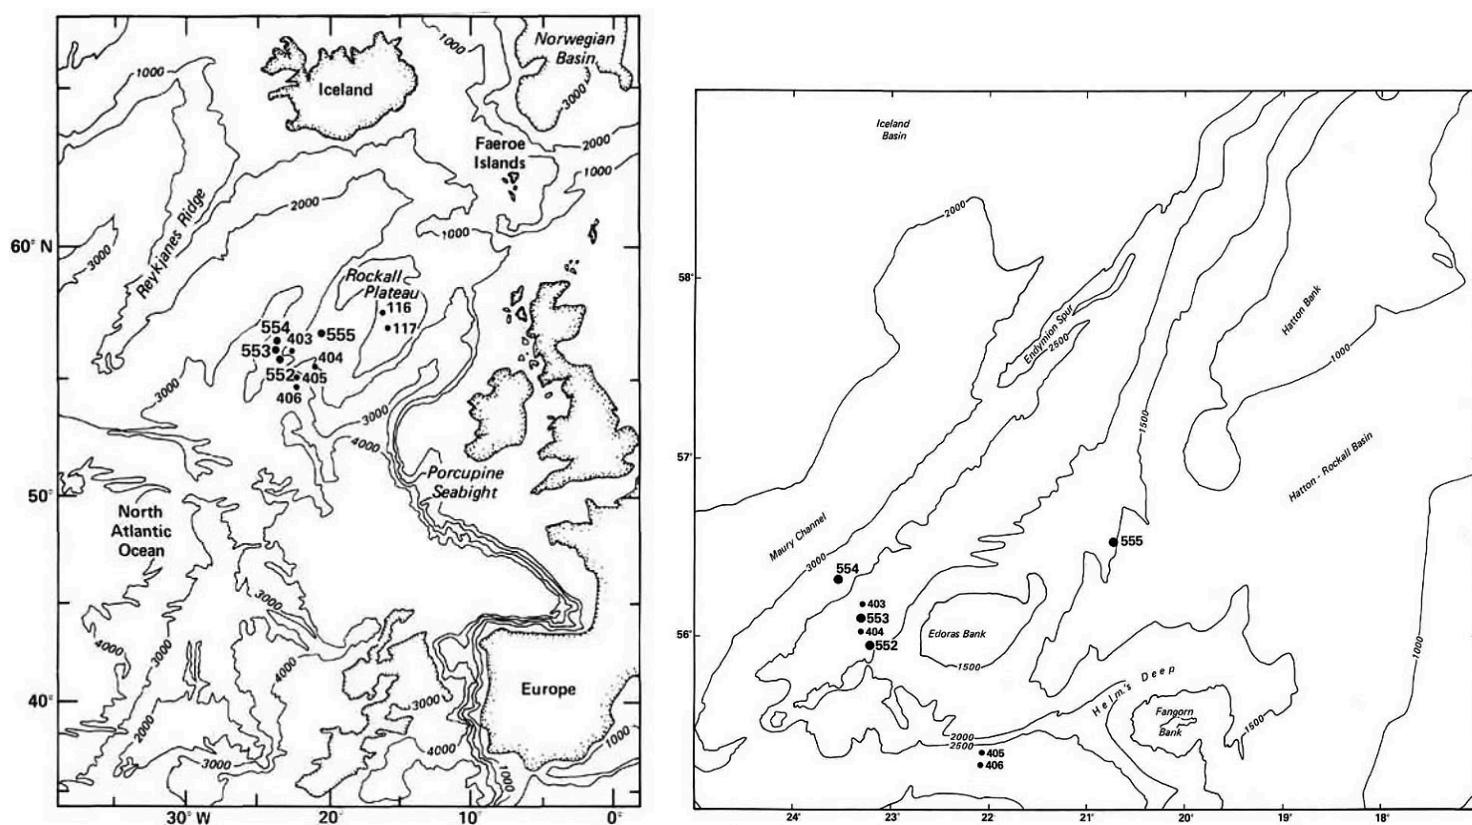 Norwegian
Basin
1000
3000
1000
Iceland
2000
Faeroe
Islands
1000
2000
Reykjanes Ridge
1000
60° N
3000
Rockall
Plateau
116
554
555
117
403
553
404
552
405
3000
406
3000
4000
Porcupine
Seabight
50°
North
Atlantic
Ocean
3000
4000
3000
4000
Europe
3000
40°
2000
1000
4000
3000
1000
30° W
20°
10°
0°
Iceland
Basin
2000
58°
Hatton Bank
Endymion Spur
2500
1000
1500
57°
Hatton - Rockall Basin
Maury Channel
555
3000
554
403
553
404
Edoras Bank
56°
552
1000
1500
Helm's Deep
Fangorn
Bank
1500
2000
2500
405
406
24°
23°
22°
21°
20°
19°
18°